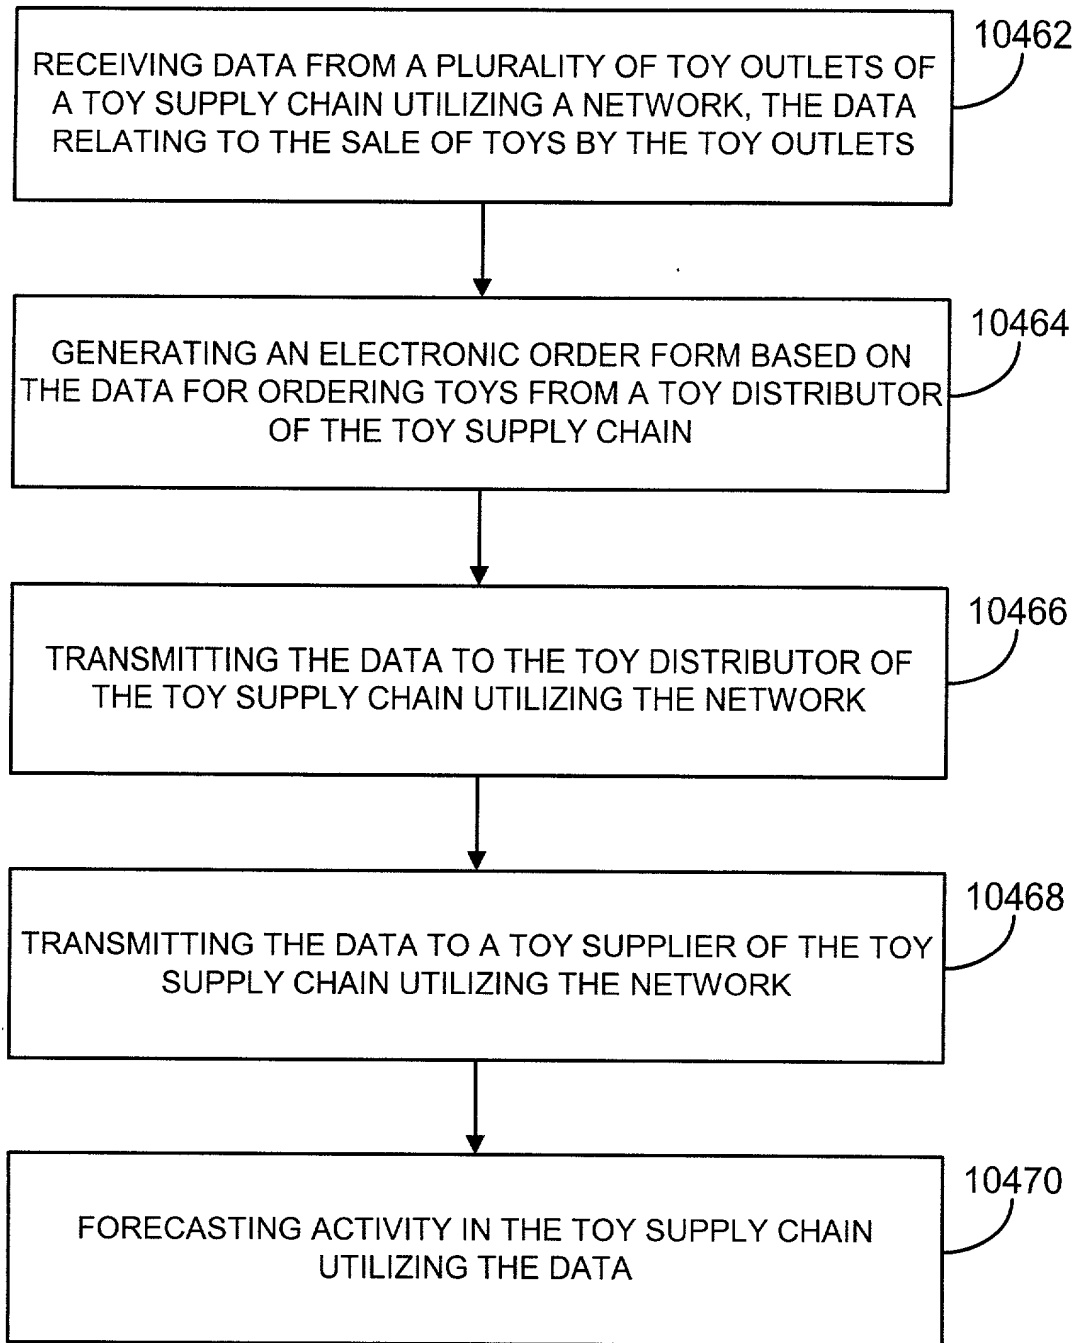 10462
RECEIVING DATA FROM A PLURALITY OF TOY OUTLETS OF
A TOY SUPPLY CHAIN UTILIZING A NETWORK, THE DATA
RELATING TO THE SALE OF TOYS BY THE TOY OUTLETS
10464
GENERATING AN ELECTRONIC ORDER FORM BASED ON
THE DATA FOR ORDERING TOYS FROM A TOY DISTRIBUTOR
OF THE TOY SUPPLY CHAIN
10466
TRANSMITTING THE DATA TO THE TOY DISTRIBUTOR OF
THE TOY SUPPLY CHAIN UTILIZING THE NETWORK
10468
TRANSMITTING THE DATA TO A TOY SUPPLIER OF THE TOY
SUPPLY CHAIN UTILIZING THE NETWORK
10470
FORECASTING ACTIVITY IN THE TOY SUPPLY CHAIN
UTILIZING THE DATA